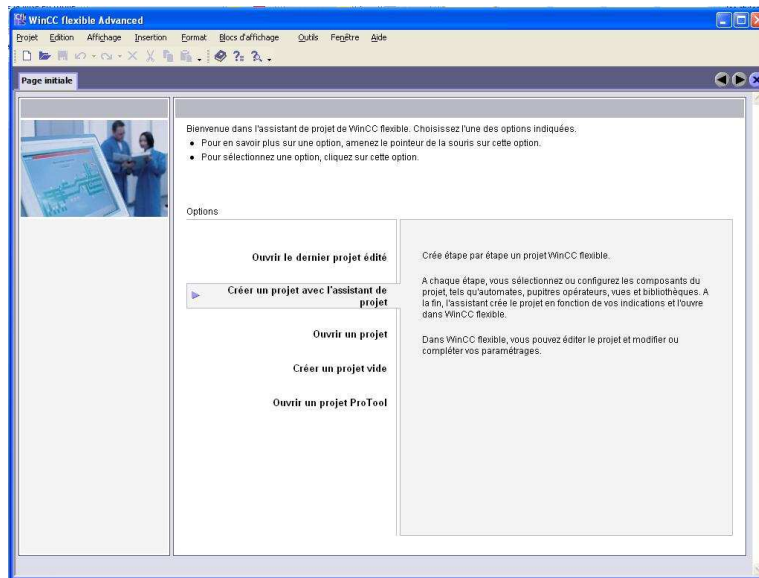 WinCC flexible Advanced
Projet Edition Affichage Insertion Format Blocs d'affichage Outils Fenêtre Aide
Page initiale
Bienvenue dans l'assistant de projet de WinCC flexible. Choisissez l'une des options indiquées.
• Pour en savoir plus sur une option, amenez le pointeur de la souris sur cette option.
• Pour sélectionnez une option, cliquez sur cette option.
Options
Ouvrir le dernier projet édité
Créer un projet avec l'assistant de
projet
Ouvrir un projet
Créer un projet vide
Ouvrir un projet ProTool
Crée étape par étape un projet WinCC flexible.
A chaque étape, vous sélectionnez ou configurez les composants du
projet, tels qu'automates, pupitres opérateurs, vues et bibliothèques. A
la fin, l'assistant crée le projet en fonction de vos indications et l'ouvre
dans WinCC flexible.
Dans WinCC flexible, vous pouvez éditer le projet et modifier ou
compléter vos paramétrages.